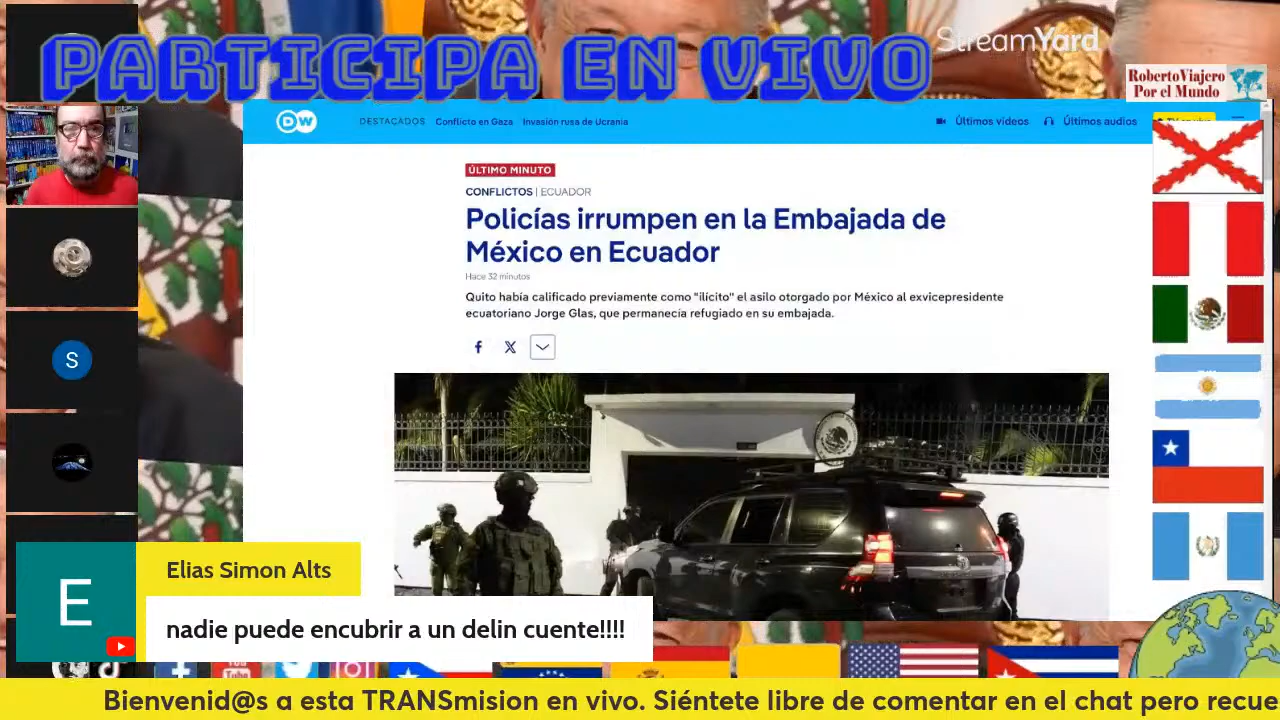 PARTICIPA EN VIVO
StreamYard
RobertoViajero
Por el Mundo
DW
DESTACADOS
Conflicto en Gaza
Invasión rusa de Ucrania
Últimos videos
Últimos audios
ÚLTIMO MINUTO
CONFLICTOS | ECUADOR
Policías irrumpen en la Embajada de
México en Ecuador
Hace 32 minutos
Quito había calificado previamente como "ilícito" el asilo otorgado por México al exvicepresidente
ecuatoriano Jorge Glas, que permanecía refugiado en su embajada.
S
E
Elias Simon Alts
nadie puede encubrir a un delin cuente!!!!
You
Tube
Bienvenid@s a esta TRANSmision en vivo. Siéntete libre de comentar en el chat pero recue